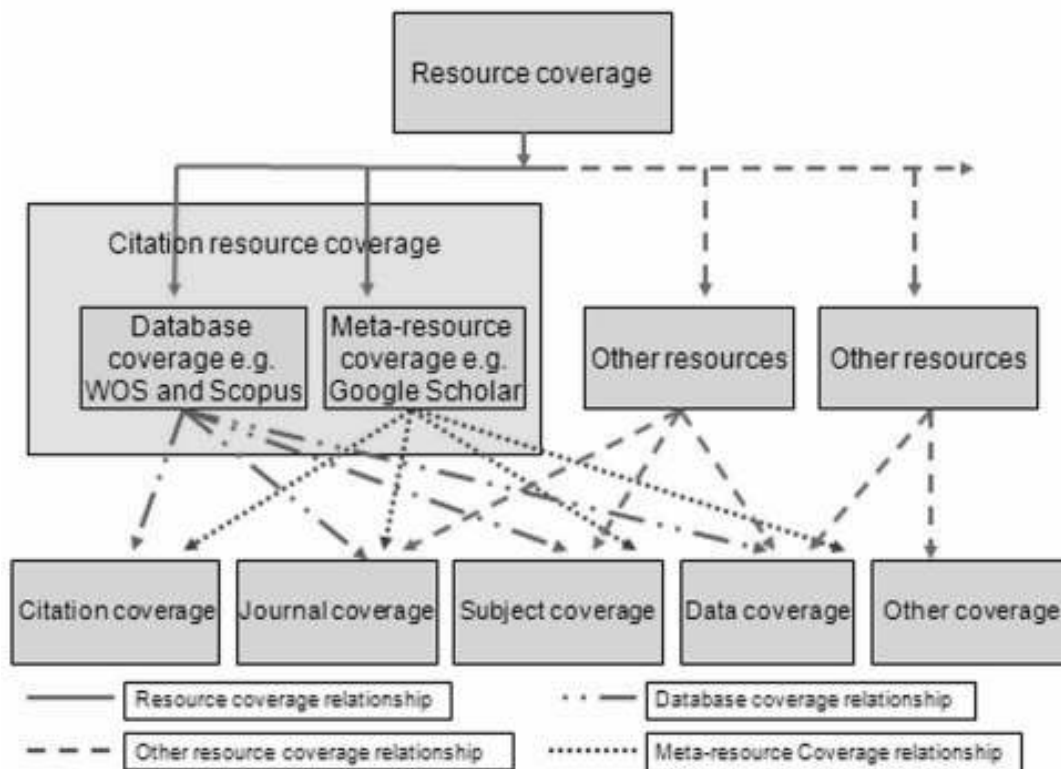 Resource coverage
Citation resource coverage
Database
coverage e.g.
WOS and Scopus
Meta-resource
coverage e.g.
Google Scholar
Other resources
Other resources
Citation coverage
Journal coverage
Subject coverage
Data coverage
Other coverage
Resource coverage relationship
Database coverage relationship
Other resource coverage relationship
Meta-resource Coverage relationship